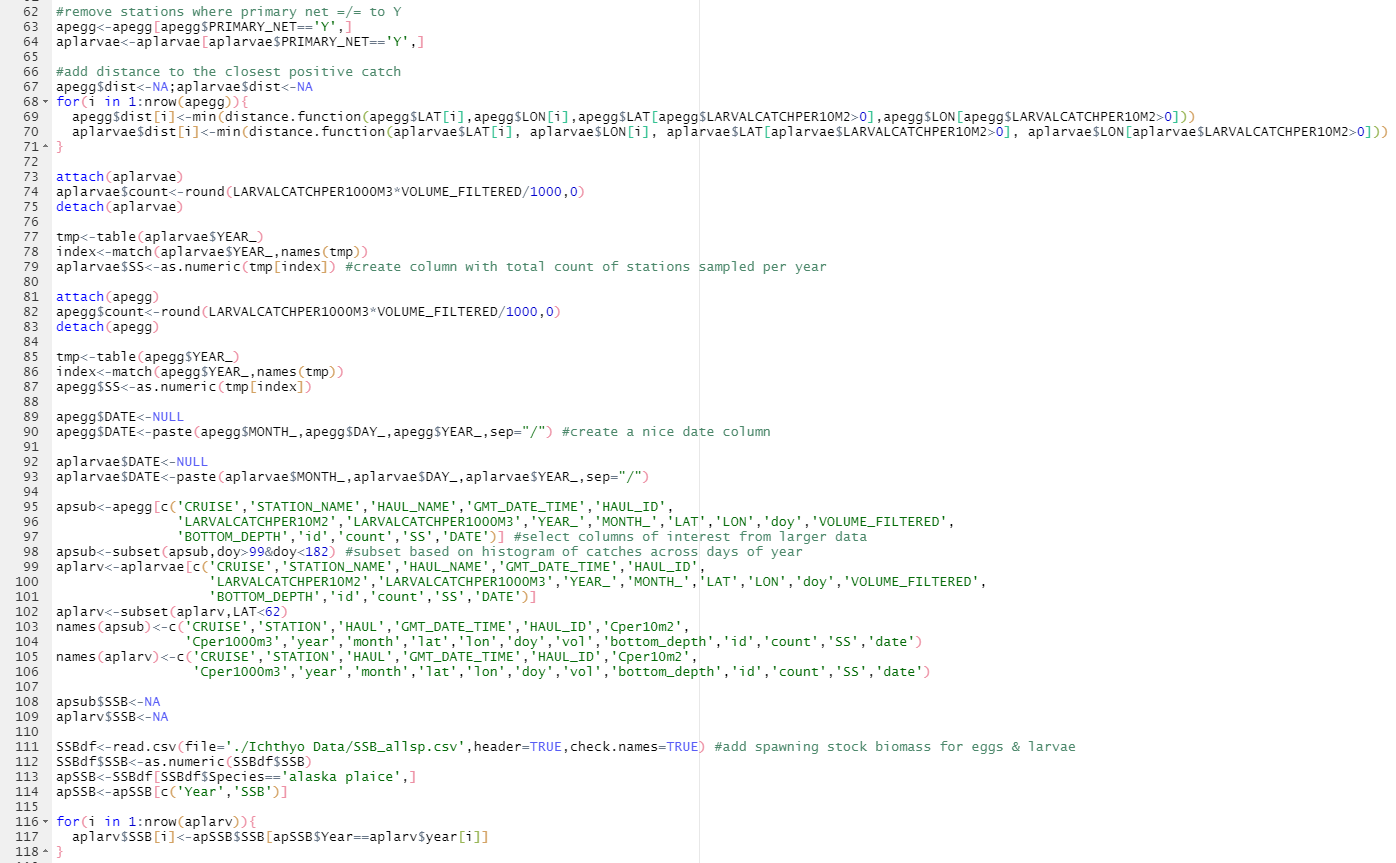 62 #remove stations where primary net =/= to Y
63 apegg<-apegg[apegg$PRIMARY_NET=='Y',]
64 aplarvae<-aplarvae[aplarvae$PRIMARY_NET=='Y',]
65
66 #add distance to the closest positive catch
67 apegg$dist<-NA;aplarvae$dist<-NA
68 for(i in 1:nrow(apegg)){
69   apegg$dist[i]<-min(distance.function(apegg$LAT[i],apegg$LON[i],apegg$LAT[apegg$LARVALCATCHPER10M2>0],apegg$LON[apegg$LARVALCATCHPER10M2>0]))
70   aplarvae$dist[i]<-min(distance.function(aplarvae$LAT[i], aplarvae$LON[i], aplarvae$LAT[aplarvae$LARVALCATCHPER10M2>0], aplarvae$LON[aplarvae$LARVALCATCHPER10M2>0]))
71 }
72
73 attach(aplarvae)
74 aplarvae$count<-round(LARVALCATCHPER1000M3*VOLUME_FILTERED/1000,0)
75 detach(aplarvae)
76
77 tmp<-table(aplarvae$YEAR_)
78 index<-match(aplarvae$YEAR_,names(tmp))
79 aplarvae$SS<-as.numeric(tmp[index]) #create column with total count of stations sampled per year
80
81 attach(apegg)
82 apegg$count<-round(LARVALCATCHPER1000M3*VOLUME_FILTERED/1000,0)
83 detach(apegg)
84
85 tmp<-table(apegg$YEAR_)
86 index<-match(apegg$YEAR_,names(tmp))
87 apegg$SS<-as.numeric(tmp[index])
88
89 apegg$DATE<-NULL
90 apegg$DATE<-paste(apegg$MONTH_,apegg$DAY_,apegg$YEAR_,sep="/") #create a nice date column
91
92 aplarvae$DATE<-NULL
93 aplarvae$DATE<-paste(aplarvae$MONTH_,aplarvae$DAY_,aplarvae$YEAR_,sep="/")
94
95 apsub<-apegg[c('CRUISE','STATION_NAME','HAUL_NAME','GMT_DATE_TIME','HAUL_ID',
96                'LARVALCATCHPER10M2','LARVALCATCHPER1000M3','YEAR_','MONTH_','LAT','LON','doy','VOLUME_FILTERED',
97                'BOTTOM_DEPTH','id','count','SS','DATE')] #select columns of interest from larger data
98 apsub<-subset(apsub,doy>99&doy<182) #subset based on histogram of catches across days of year
99 aplarv<-aplarvae[c('CRUISE','STATION_NAME','HAUL_NAME','GMT_DATE_TIME','HAUL_ID',
100                    'LARVALCATCHPER10M2','LARVALCATCHPER1000M3','YEAR_','MONTH_','LAT','LON','doy','VOLUME_FILTERED',
101                    'BOTTOM_DEPTH','id','count','SS','DATE')]
102 aplarv<-subset(aplarv,LAT<62)
103 names(apsub)<-c('CRUISE','STATION','HAUL','GMT_DATE_TIME','HAUL_ID','Cper10m2',
104                 'Cper1000m3','year','month','lat','lon','doy','vol','bottom_depth','id','count','SS','date')
105 names(aplarv)<-c('CRUISE','STATION','HAUL','GMT_DATE_TIME','HAUL_ID','Cper10m2',
106                  'Cper1000m3','year','month','lat','lon','doy','vol','bottom_depth','id','count','SS','date')
107
108 apsub$SSB<-NA
109 aplarv$SSB<-NA
110
111 SSBdf<-read.csv(file='./Ichthyo Data/SSB_allsp.csv',header=TRUE,check.names=TRUE) #add spawning stock biomass for eggs & larvae
112 SSBdf$SSB<-as.numeric(SSBdf$SSB)
113 apSSB<-SSBdf[SSBdf$Species=='alaska plaice',]
114 apSSB<-apSSB[c('Year','SSB')]
115
116 for(i in 1:nrow(aplarv)){
117   aplarv$SSB[i]<-apSSB$SSB[apSSB$Year==aplarv$year[i]]
118 }